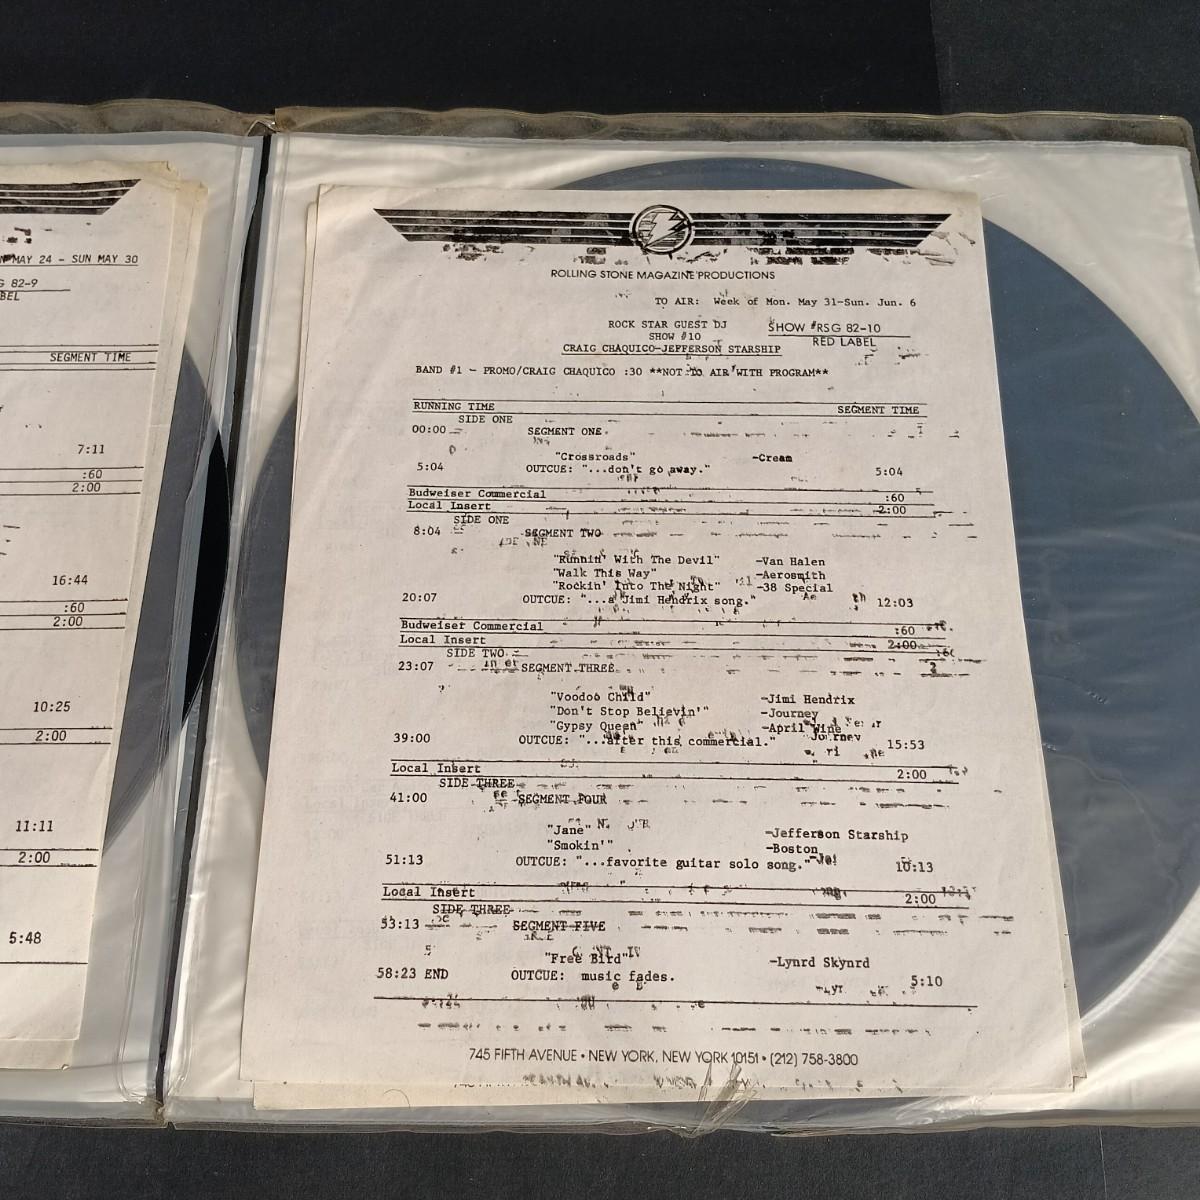 MAY 24 - SUN MAY 30
82-9
SEGMENT TIME
7:11
:60
2:00
16:44
:60
2:00
10:25
2:00
11:11
2:00
5:48
ROLLING STONE MAGAZINE PRODUCTIONS
TO AIR: Week of Mon. May 31-Sun. Jun. 6
ROCK STAR GUEST DJ SHOW #RSG 82-10
SHOW #10 RED LABEL
CRAIG CHAQUICO-JEFFERSON STARSHIP
BAND #1 - PROMO/CRAIG CHAQUICO :30 **NOT TO AIR WITH PROGRAM**
RUNNING TIME SEGMENT TIME
SIDE ONE
00:00 SEGMENT ONE
"Crossroads" -Cream
5:04 OUTCUE: "...don't go away." 5:04
Budweiser Commercial :60
Local Insert 2:00
SIDE ONE
8:04 SEGMENT TWO
"Runnin' With The Devil" -Van Halen
"Walk This Way" -Aerosmith
"Rockin' Into The Night" -38 Special
20:07 OUTCUE: "...a Jimi Hendrix song." 12:03
Budweiser Commercial :60
Local Insert 2:00
SIDE TWO
23:07 SEGMENT THREE
"Voodoo Child" -Jimi Hendrix
"Don't Stop Believin'" -Journey
"Gypsy Queen" -April Wine
39:00 OUTCUE: "...after this commercial." 15:53
Local Insert 2:00
SIDE THREE
41:00 SEGMENT FOUR
"Jane" -Jefferson Starship
"Smokin'" -Boston
51:13 OUTCUE: "...favorite guitar solo song." 10:13
Local Insert 2:00
SIDE THREE
53:13 SEGMENT FIVE
"Free Bird" -Lynrd Skynrd
58:23 END OUTCUE: music fades. 5:10
745 FIFTH AVENUE • NEW YORK, NEW YORK 10151 • (212) 758-3800